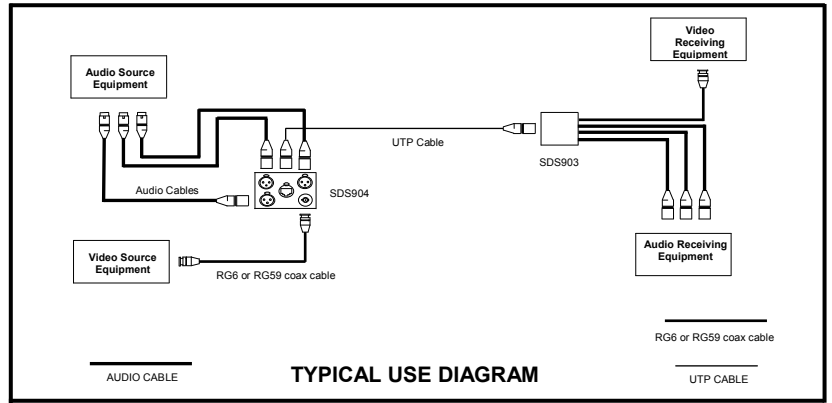 Video
Receiving
Equipment
Audio Source
Equipment
UTP Cable
SDS903
Audio Cables
SDS904
Video Source
Equipment
RG6 or RG59 coax cable
Audio Receiving
Equipment
RG6 or RG59 coax cable
AUDIO CABLE
TYPICAL USE DIAGRAM
UTP CABLE